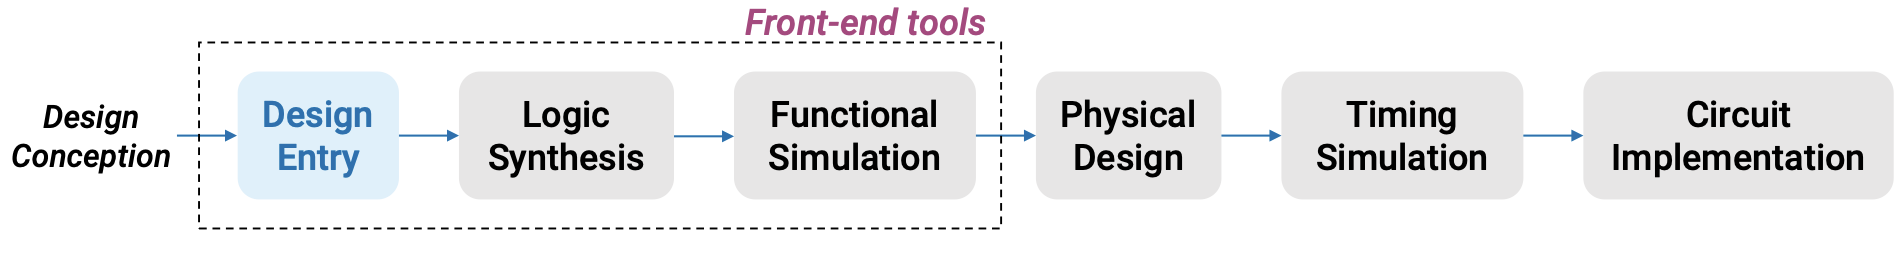 Front-end tools
Design
Conception
Design
Entry
Logic
Synthesis
Functional
Simulation
Physical
Design
Timing
Simulation
Circuit
Implementation